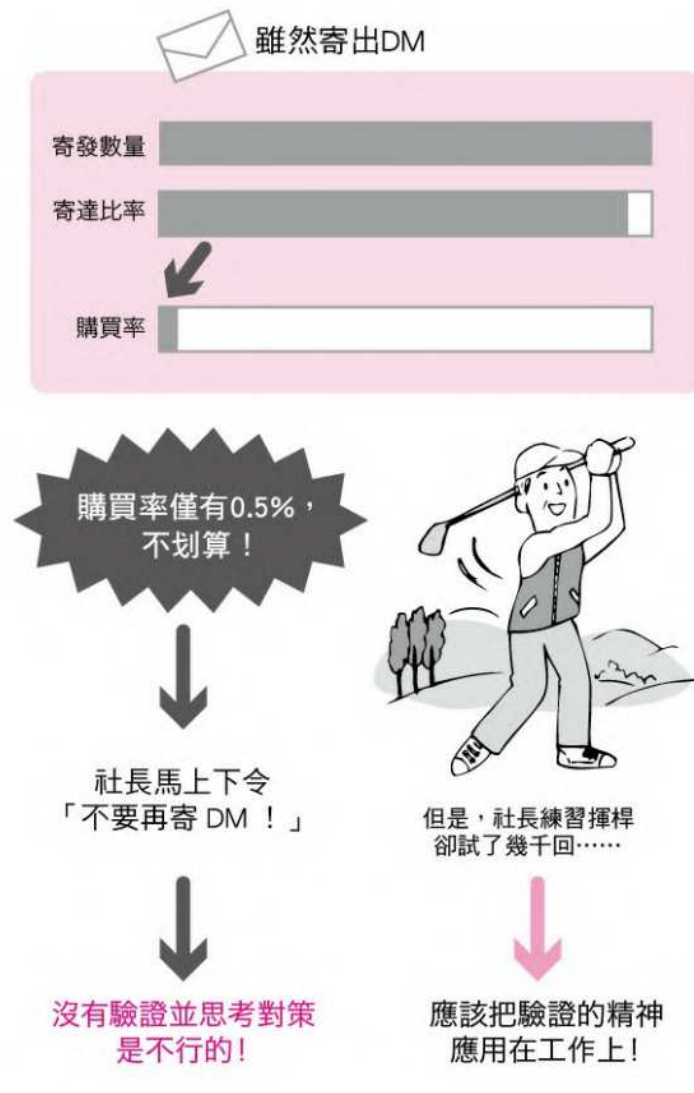 雖然寄出DM
寄發數量
寄達比率
購買率
購買率僅有0.5%，
不划算！
社長馬上下令
「不要再寄 DM ！」
沒有驗證並思考對策
是不行的!
但是，社長練習揮桿
卻試了幾千回……
應該把驗證的精神
應用在工作上!